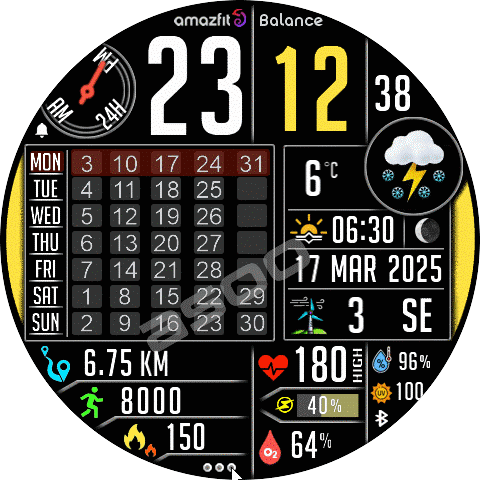 amazfit Balance
AM PM 24H
23 12 38
MON 3 10 17 24 31
TUE 4 11 18 25
WED 5 12 19 26
THU 6 13 20 27
FRI 7 14 21 28
SAT 1 8 15 22 29
SUN 2 9 16 23 30
6°C
06:30
17 MAR 2025
3 SE
asoo
6.75 KM
8000
150
180 HIGH
40%
O2 64%
96%
UV 100